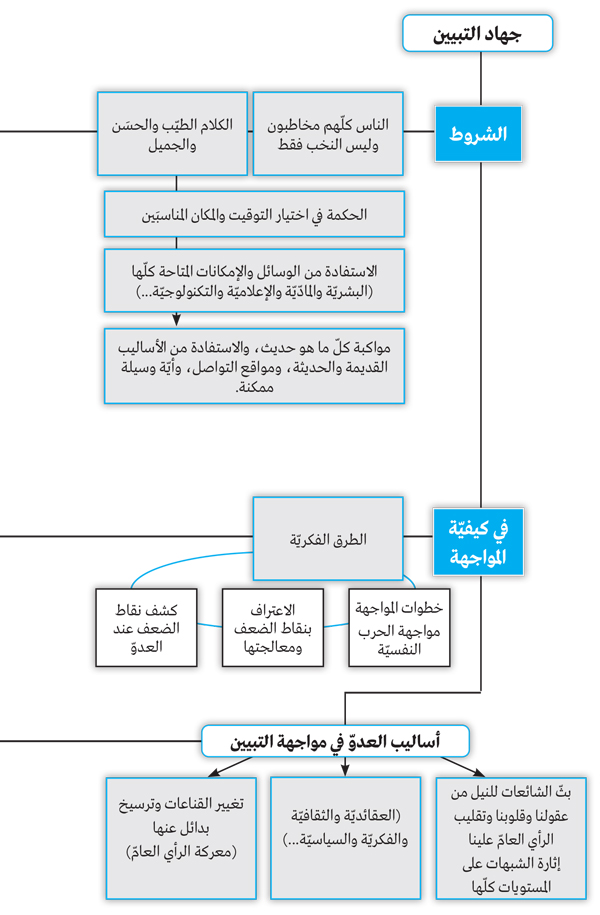 جهاد التبيين
الشروط
الناس كلّهم مخاطبون
وليس النخب فقط
الكلام الطيّب والحسَن
والجميل
الحكمة في اختيار التوقيت والمكان المناسبَين
الاستفادة من الوسائل والإمكانات المتاحة كلّها
(البشريّة والمادّيّة والإعلاميّة والتكنولوجيّة...)
مواكبة كلّ ما هو حديث، والاستفادة من الأساليب
القديمة والحديثة، ومواقع التواصل، وأيّة وسيلة
ممكنة.
في كيفيّة
المواجهة
الطرق الفكريّة
خطوات المواجهة
مواجهة الحرب
النفسيّة
الاعتراف
بنقاط الضعف
ومعالجتها
كشف نقاط
الضعف عند
العدوّ
أساليب العدوّ في مواجهة التبيين
بثّ الشائعات للنيل من
عقولنا وقلوبنا وتقليب
الرأي العامّ علينا
إثارة الشبهات على
المستويات كلّها
(العقائديّة والثقافيّة
والفكريّة والسياسيّة...)
تغيير القناعات وترسيخ
بدائل عنها
(معركة الرأي العامّ)